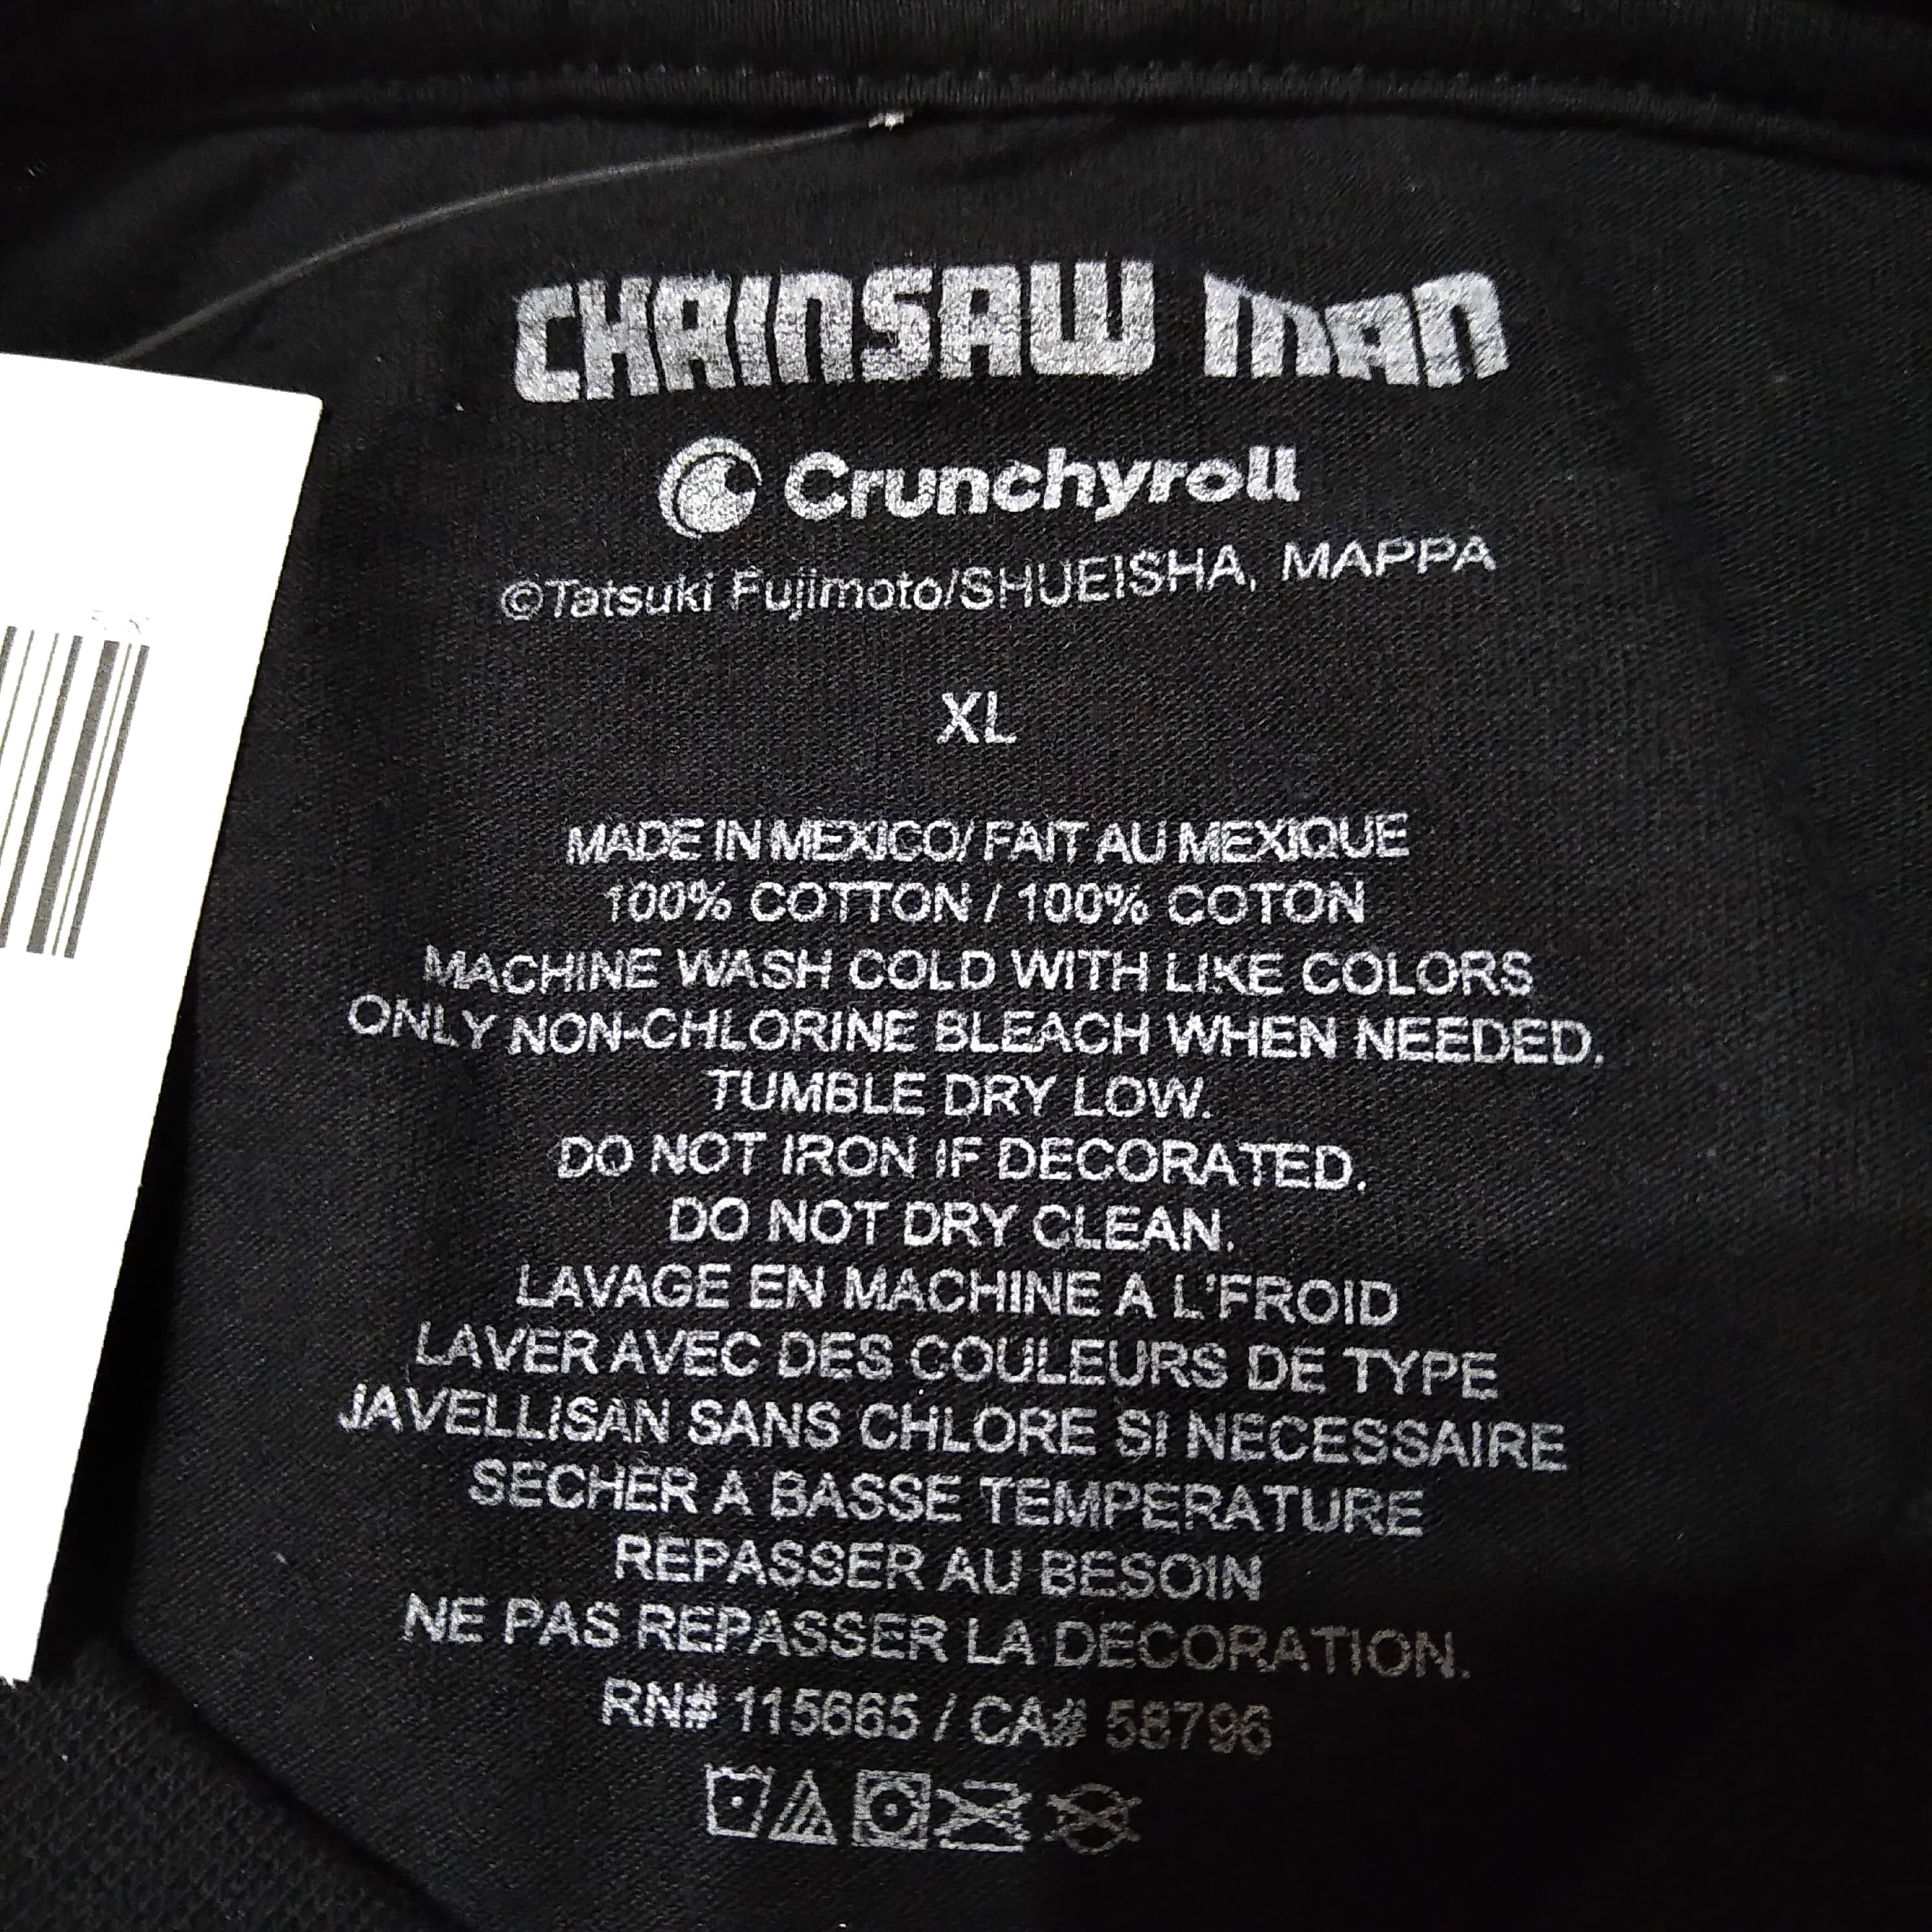 CHAINSAW MAN
Crunchyroll
©Tatsuki Fujimoto/SHUEISHA, MAPPA
XL
MADE IN MEXICO/ FAIT AU MEXIQUE
100% COTTON / 100% COTON
MACHINE WASH COLD WITH LIKE COLORS
ONLY NON-CHLORINE BLEACH WHEN NEEDED.
TUMBLE DRY LOW.
DO NOT IRON IF DECORATED.
DO NOT DRY CLEAN.
LAVAGE EN MACHINE A L'FROID
LAVER AVEC DES COULEURS DE TYPE
JAVELLISAN SANS CHLORE SI NECESSAIRE
SECHER A BASSE TEMPERATURE
REPASSER AU BESOIN
NE PAS REPASSER LA DECORATION.
RN# 115665 / CA# 58796